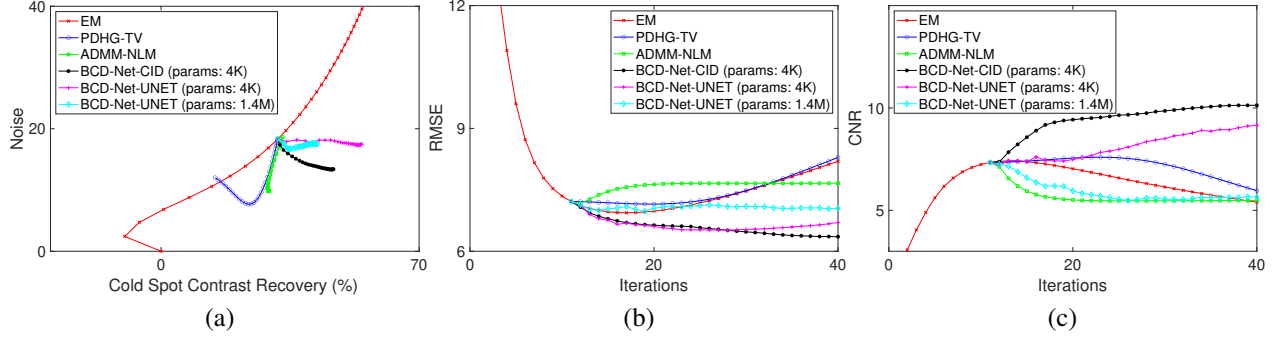 40
20
0
Noise
0
70
Cold Spot Contrast Recovery (%)
EM
PDHG-TV
ADMM-NLM
BCD-Net-CID (params: 4K)
BCD-Net-UNET (params: 4K)
BCD-Net-UNET (params: 1.4M)
(a)
12
9
6
RMSE
20
40
Iterations
EM
PDHG-TV
ADMM-NLM
BCD-Net-CID (params: 4K)
BCD-Net-UNET (params: 4K)
BCD-Net-UNET (params: 1.4M)
(b)
10
5
CNR
20
40
Iterations
EM
PDHG-TV
ADMM-NLM
BCD-Net-CID (params: 4K)
BCD-Net-UNET (params: 4K)
BCD-Net-UNET (params: 1.4M)
(c)